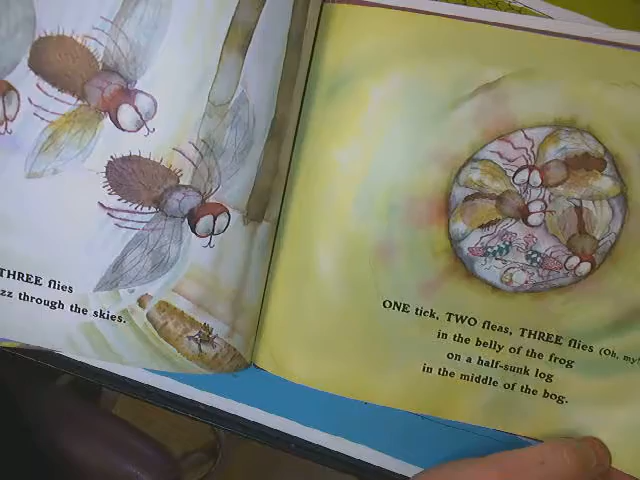 THREE flies
zz through the skies.
ONE tick, TWO fleas, THREE flies (Oh, my!
in the belly of the frog
on a half-sunk log
in the middle of the bog.